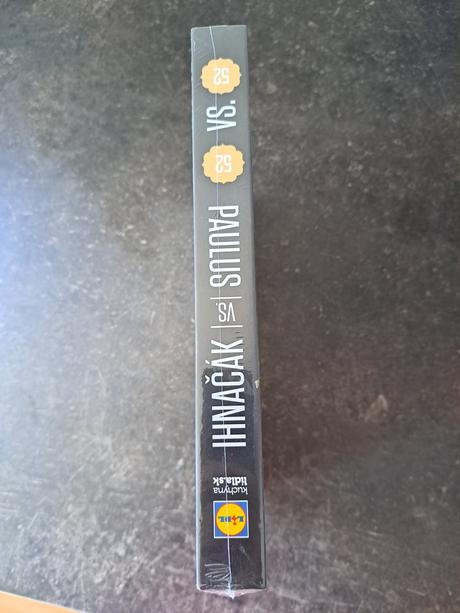 LIDL
kuchyna
lidla.sk
IHNAČÁK | VS. | PAULUS
52 VS. 52